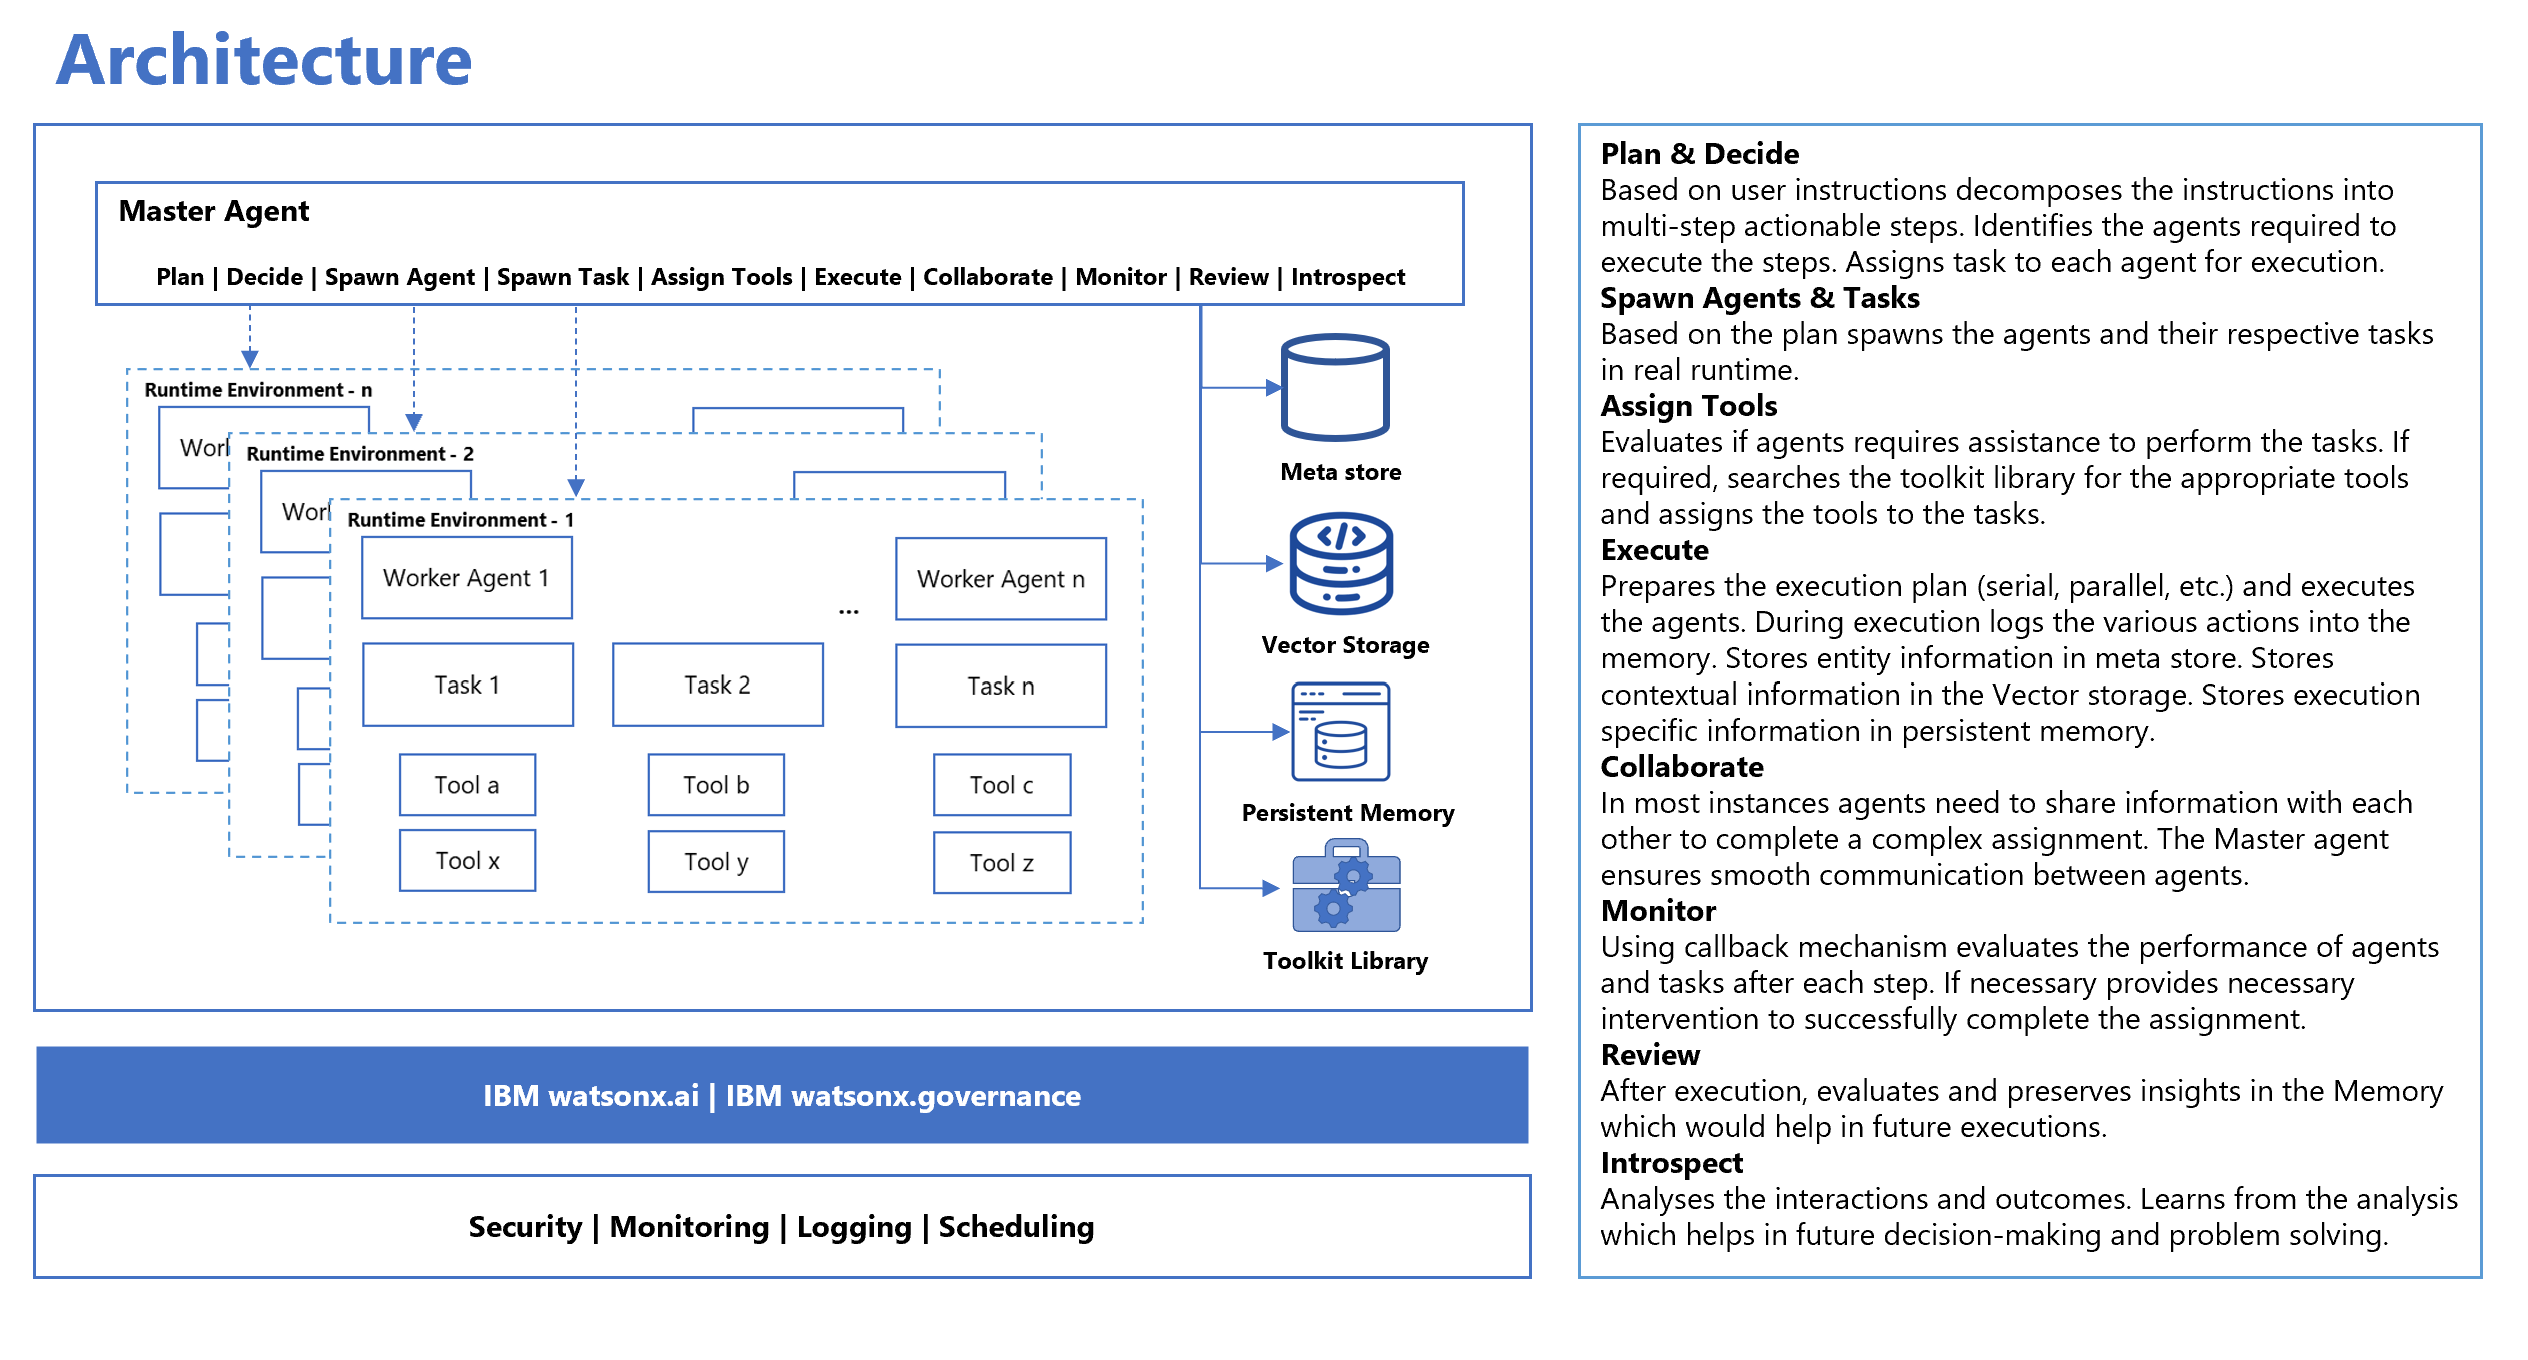 Architecture
Master Agent
Plan | Decide | Spawn Agent | Spawn Task | Assign Tools | Execute | Collaborate | Monitor | Review | Introspect
Runtime Environment - n
Runtime Environment - 2
Runtime Environment - 1
Worker Agent 1
...
Worker Agent n
Task 1
Task 2
Task n
Tool a
Tool b
Tool c
Tool x
Tool y
Tool z
Meta store
Vector Storage
Persistent Memory
Toolkit Library
IBM watsonx.ai | IBM watsonx.governance
Security | Monitoring | Logging | Scheduling
Plan & Decide
Based on user instructions decomposes the instructions into
multi-step actionable steps. Identifies the agents required to
execute the steps. Assigns task to each agent for execution.
Spawn Agents & Tasks
Based on the plan spawns the agents and their respective tasks
in real runtime.
Assign Tools
Evaluates if agents requires assistance to perform the tasks. If
required, searches the toolkit library for the appropriate tools
and assigns the tools to the tasks.
Execute
Prepares the execution plan (serial, parallel, etc.) and executes
the agents. During execution logs the various actions into the
memory. Stores entity information in meta store. Stores
contextual information in the Vector storage. Stores execution
specific information in persistent memory.
Collaborate
In most instances agents need to share information with each
other to complete a complex assignment. The Master agent
ensures smooth communication between agents.
Monitor
Using callback mechanism evaluates the performance of agents
and tasks after each step. If necessary provides necessary
intervention to successfully complete the assignment.
Review
After execution, evaluates and preserves insights in the Memory
which would help in future executions.
Introspect
Analyses the interactions and outcomes. Learns from the analysis
which helps in future decision-making and problem solving.